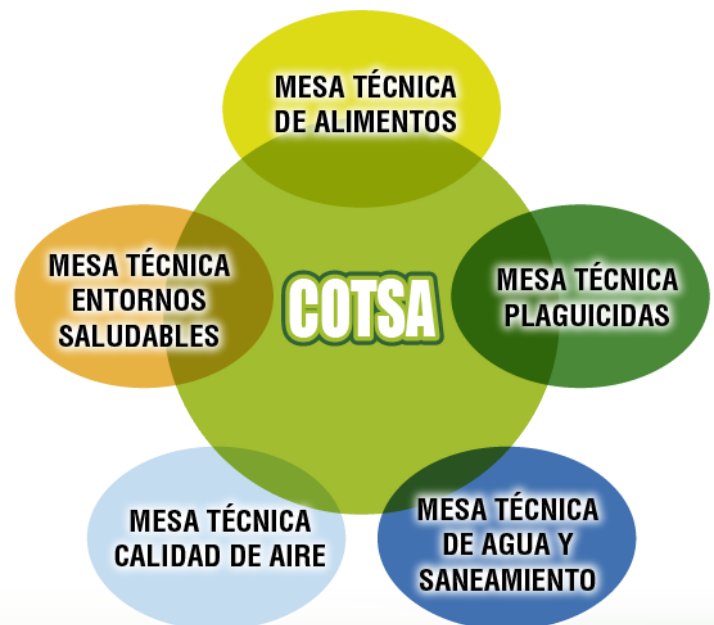 MESA TÉCNICA
DE ALIMENTOS
MESA TÉCNICA
ENTORNOS
SALUDABLES
COTSA
MESA TÉCNICA
PLAGUICIDAS
MESA TÉCNICA
CALIDAD DE AIRE
MESA TÉCNICA
DE AGUA Y
SANEAMIENTO